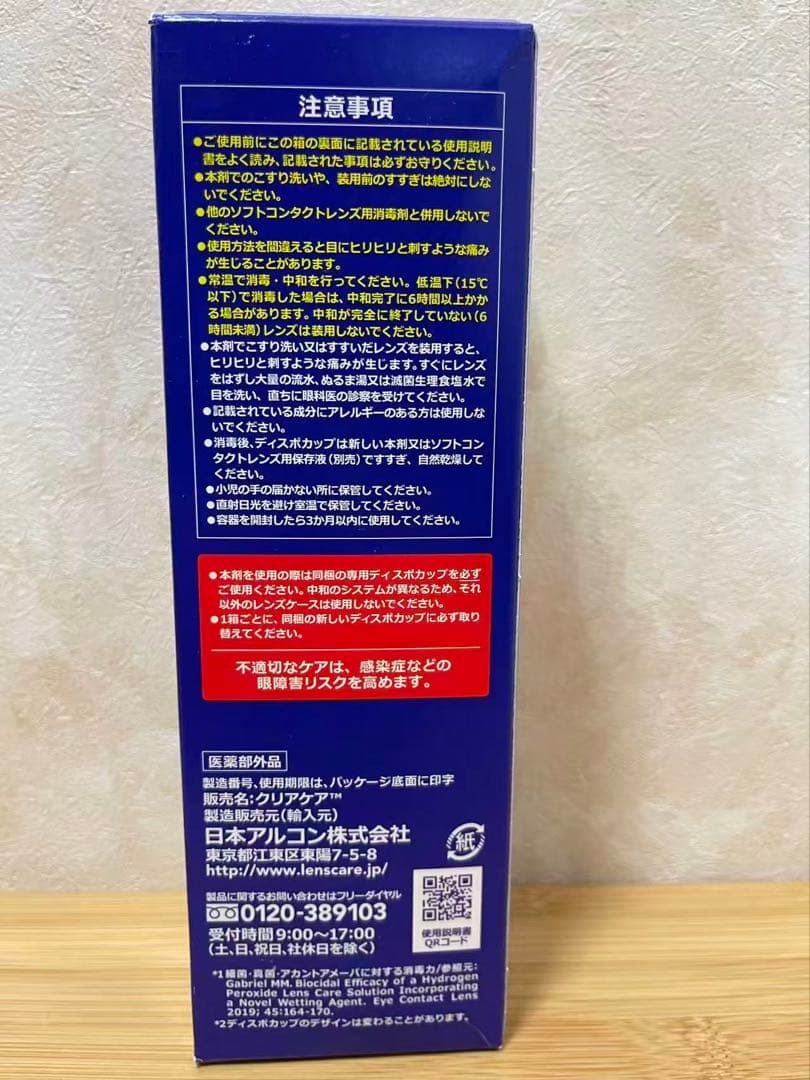 注意事項
●ご使用前にこの箱の裏面に記載されている使用説明
書をよく読み、記載された事項は必ずお守りください。
●本剤でのこすり洗いや、装用前のすすぎは絶対にしな
いでください。
●他のソフトコンタクトレンズ用消毒剤と併用しないで
ください。
●使用方法を間違えると目にヒリヒリと刺すような痛み
が生じることがあります。
●常温で消毒・中和を行ってください。低温下(15℃
以下)で消毒した場合は、中和完了に6時間以上かか
る場合があります。中和が完全に終了していない(6
時間未満)レンズは装用しないでください。
●本剤でこすり洗い又はすすいだレンズを装用すると、
ヒリヒリと刺すような痛みが生じます。すぐにレンズ
をはずし大量の流水、ぬるま湯又は滅菌生理食塩水で
目を洗い、直ちに眼科医の診察を受けてください。
●記載されている成分にアレルギーのある方は使用しな
いでください。
●消毒後、ディスポカップは新しい本剤又はソフトコン
タクトレンズ用保存液(別売)ですすぎ、自然乾燥して
ください。
●小児の手の届かない所に保管してください。
●直射日光を避け室温で保管してください。
●容器を開封したら3か月以内に使用してください。
●本剤を使用の際は同梱の専用ディスポカップを必ず
ご使用ください。中和のシステムが異なるため、それ
以外のレンズケースは使用しないでください。
●1箱ごとに、同梱の新しいディスポカップに必ず取り
替えてください。
不適切なケアは、感染症などの
眼障害リスクを高めます。
医薬部外品
製造番号、使用期限は、パッケージ底面に印字
販売名:クリアケア™
製造販売元(輸入元)
日本アルコン株式会社
東京都江東区東陽7-5-8
http://www.lenscare.jp/
紙
製品に関するお問い合わせはフリーダイヤル
0120-389103
受付時間9:00〜17:00
(土、日、祝日、社休日を除く)
使用説明書
QRコード
*1細菌・真菌・アカントアメーバに対する消毒力/参照元:
Gabriel MM. Biocidal Efficacy of a Hydrogen
Peroxide Lens Care Solution Incorporating
a Novel Wetting Agent. Eye Contact Lens
2019; 45:164-170.
*2ディスポカップのデザインは変わることがあります。